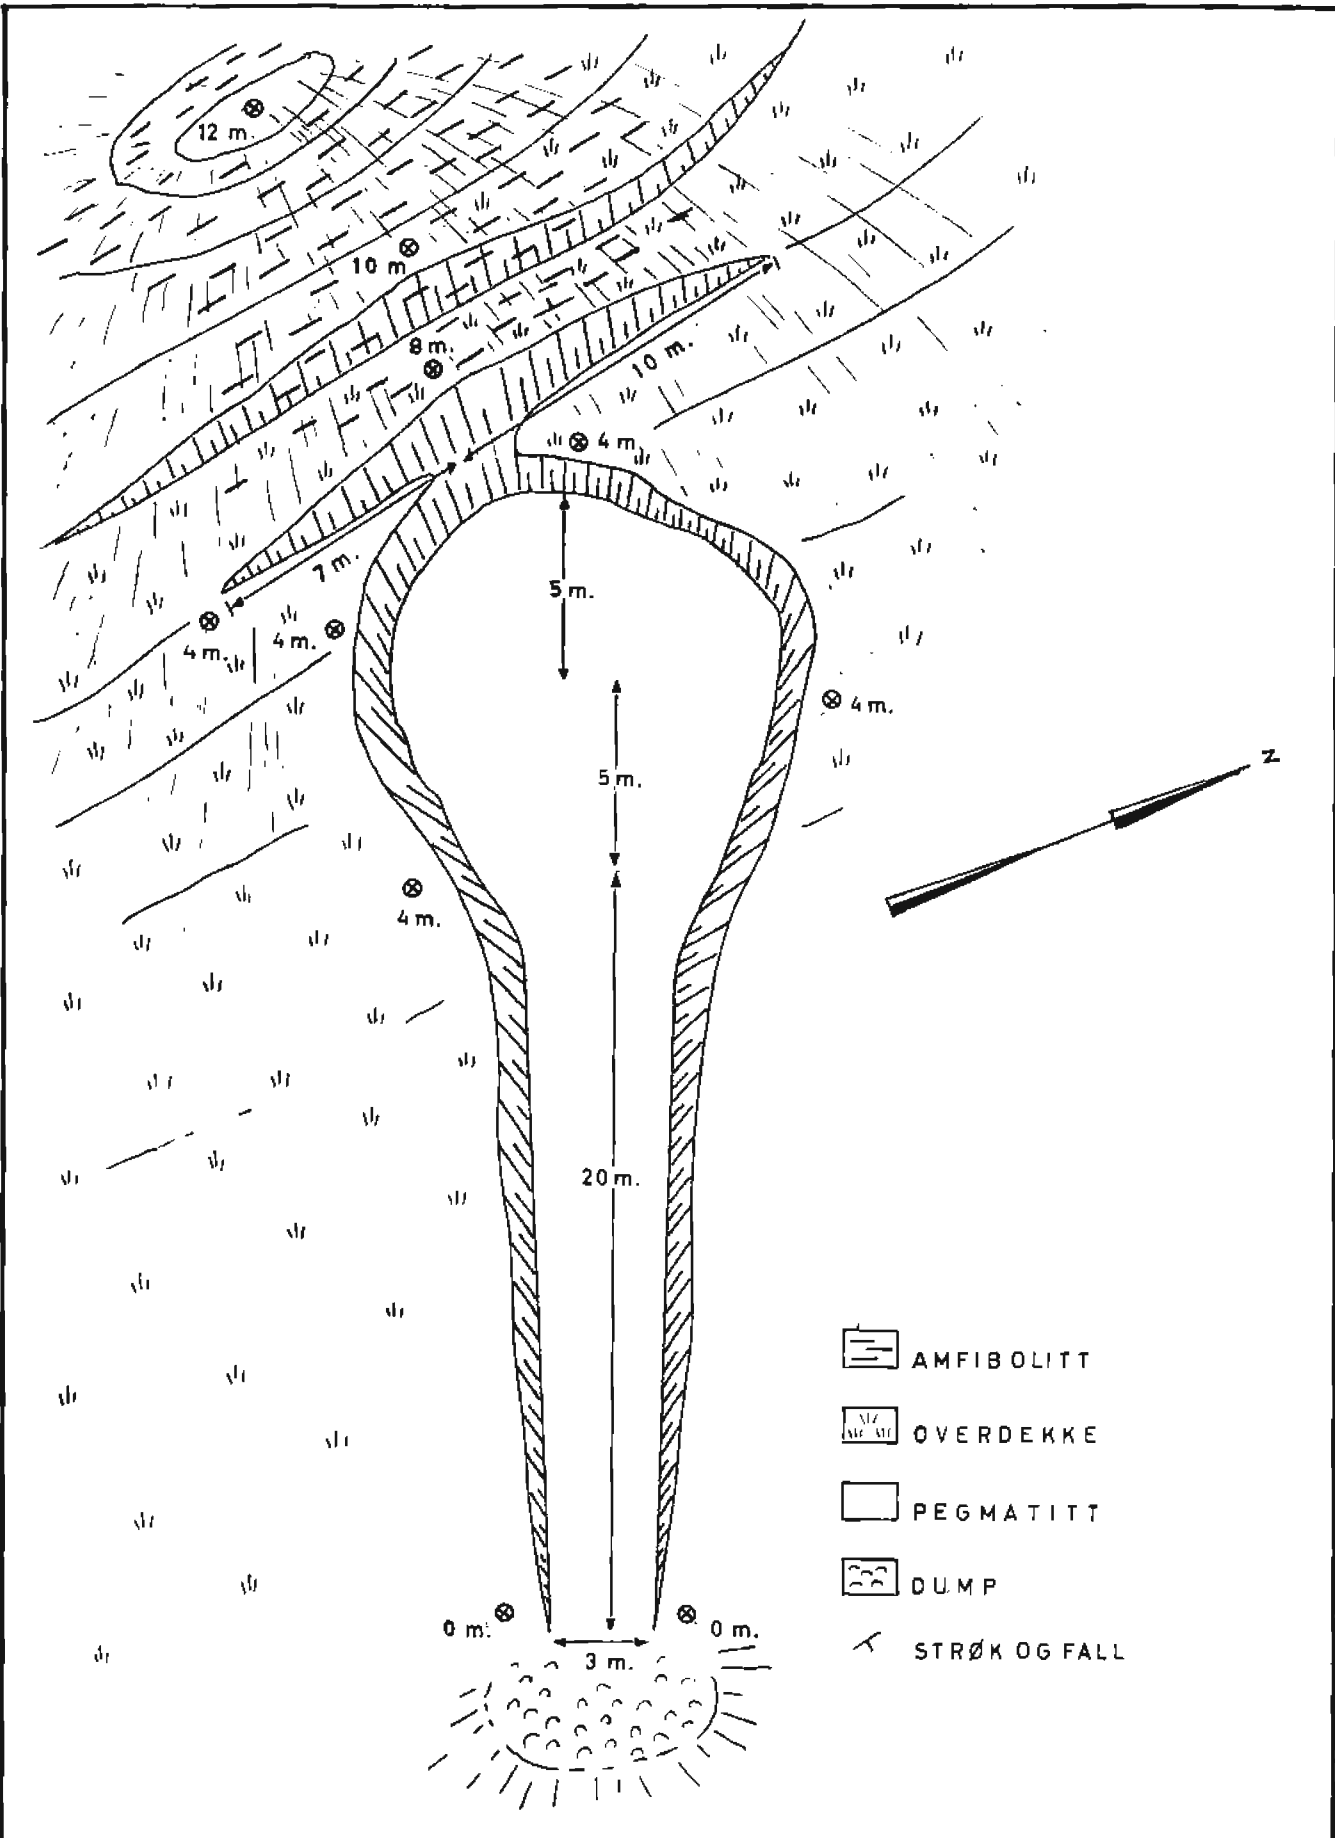 12 m.
10 m
8 m.
10 m.
4 m.
7 m.
5 m.
4 m.
4 m.
4 m.
5 m.
N
4 m.
20 m.
AMFIBOLITT
OVERDEKKE
PEGMATITT
DUMP
0 m.
0 m.
3 m.
STRØK OG FALL